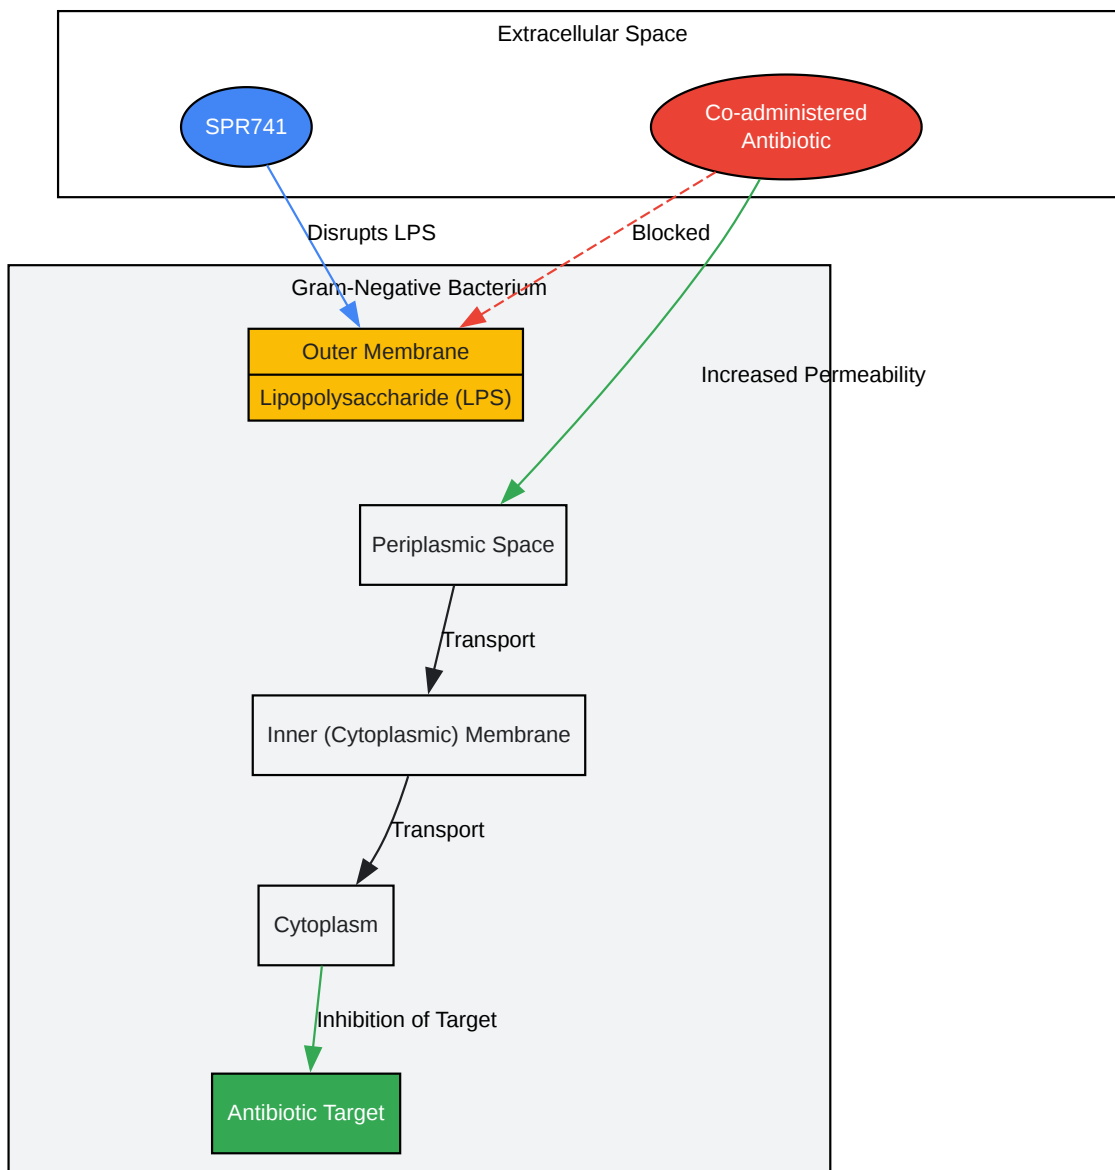 Extracellular Space
SPR741
Co-administered
Antibiotic
Disrupts LPS
Blocked
Gram-Negative Bacterium
Outer Membrane
Lipopolysaccharide (LPS)
Increased Permeability
Periplasmic Space
Transport
Inner (Cytoplasmic) Membrane
Transport
Cytoplasm
Inhibition of Target
Antibiotic Target